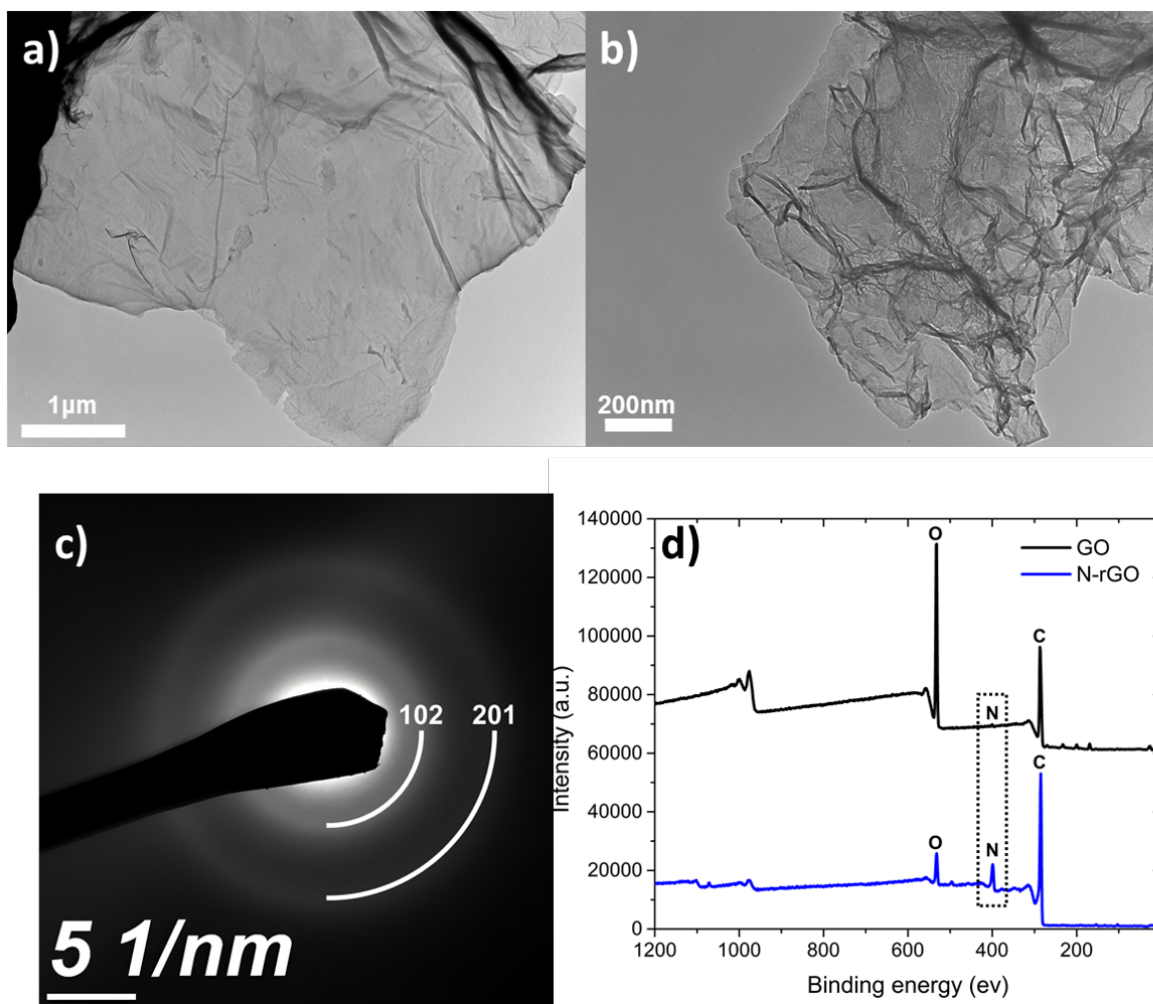 a)
1µm
b)
200nm
c)
102 201
5 1/nm
d)
GO
N-rGO
O
C
N
O
N
C
140000
120000
100000
80000
60000
40000
20000
0
Intensity (a.u.)
1200 1000 800 600 400 200
Binding energy (ev)